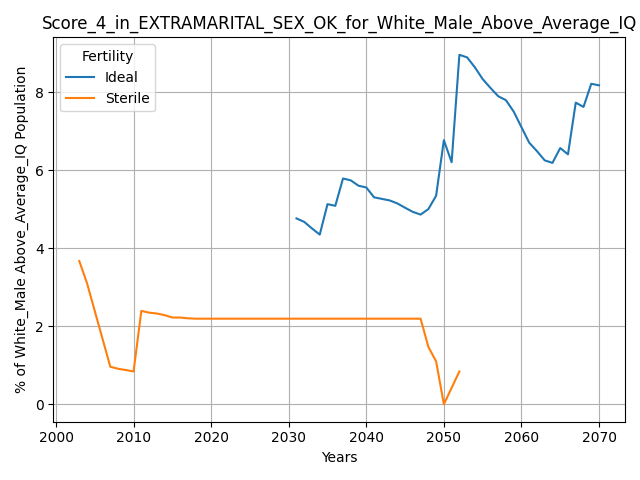 Score_4_in_EXTRAMARITAL_SEX_OK_for_White_Male_Above_Average_IQ
Fertility
Ideal
Sterile
% of White_Male Above_Average_IQ Population
8
6
4
2
0
2000 2010 2020 2030 2040 2050 2060 2070
Years